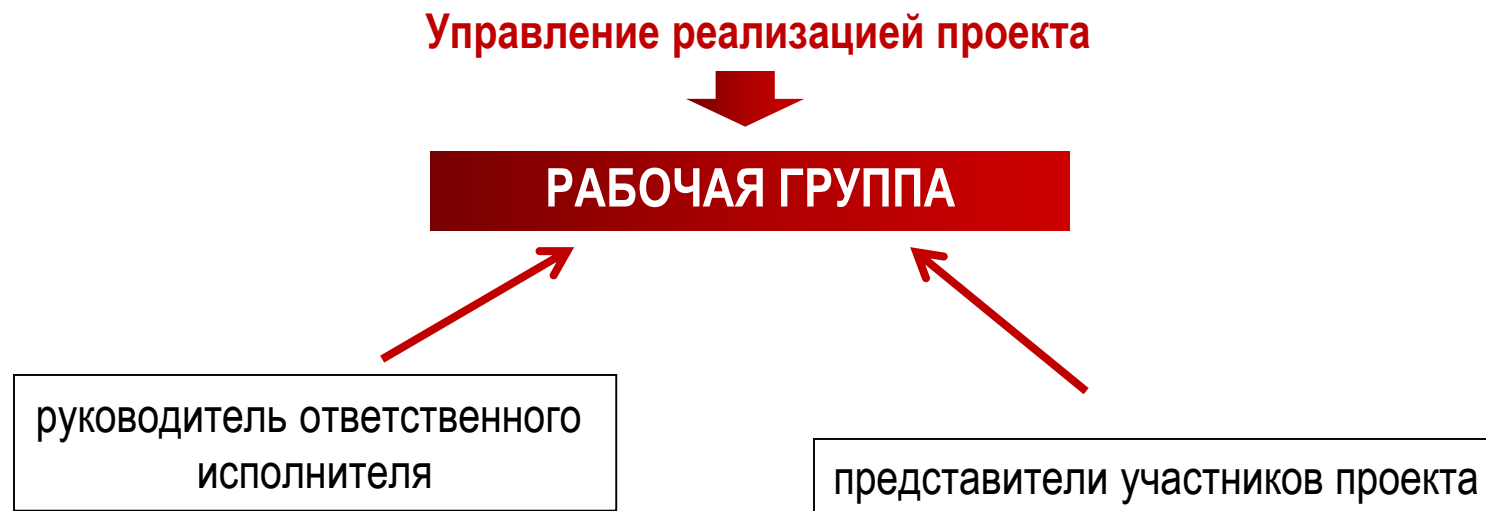 Управление реализацией проекта
РАБОЧАЯ ГРУППА
руководитель ответственного
исполнителя
представители участников проекта